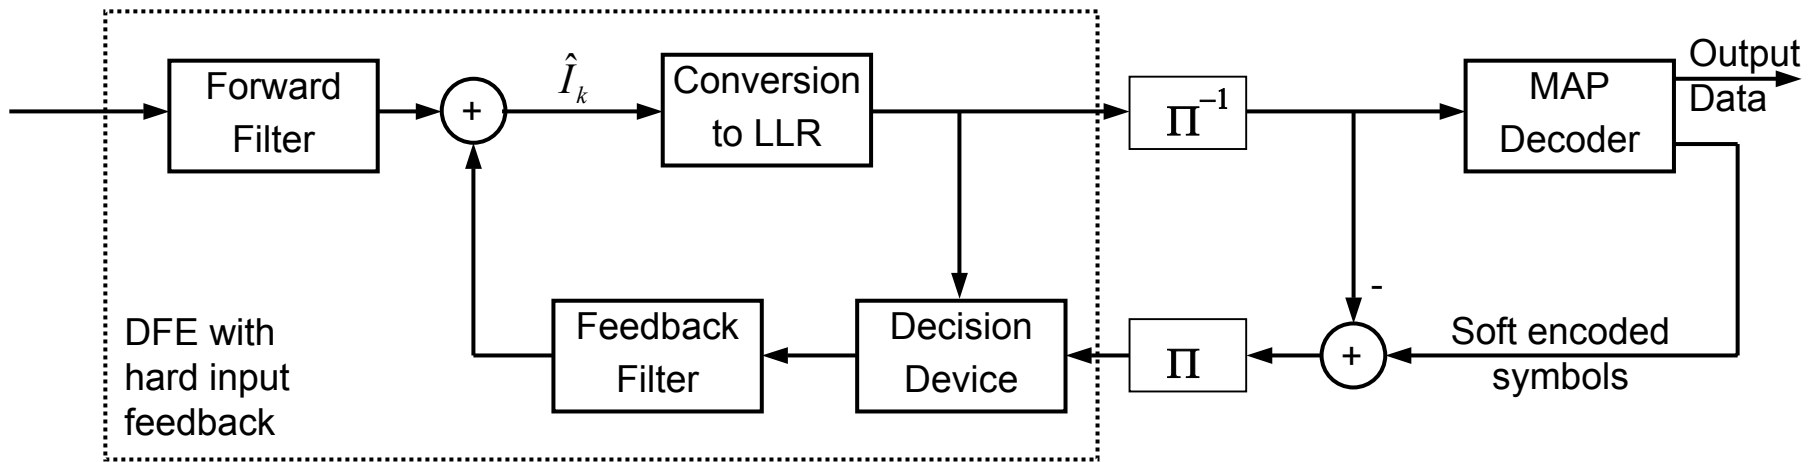 Forward
Filter
+
Î_k
Conversion
to LLR
Π⁻¹
MAP
Decoder
Output
Data
DFE with
hard input
feedback
Feedback
Filter
Decision
Device
Π
-
+
Soft encoded
symbols